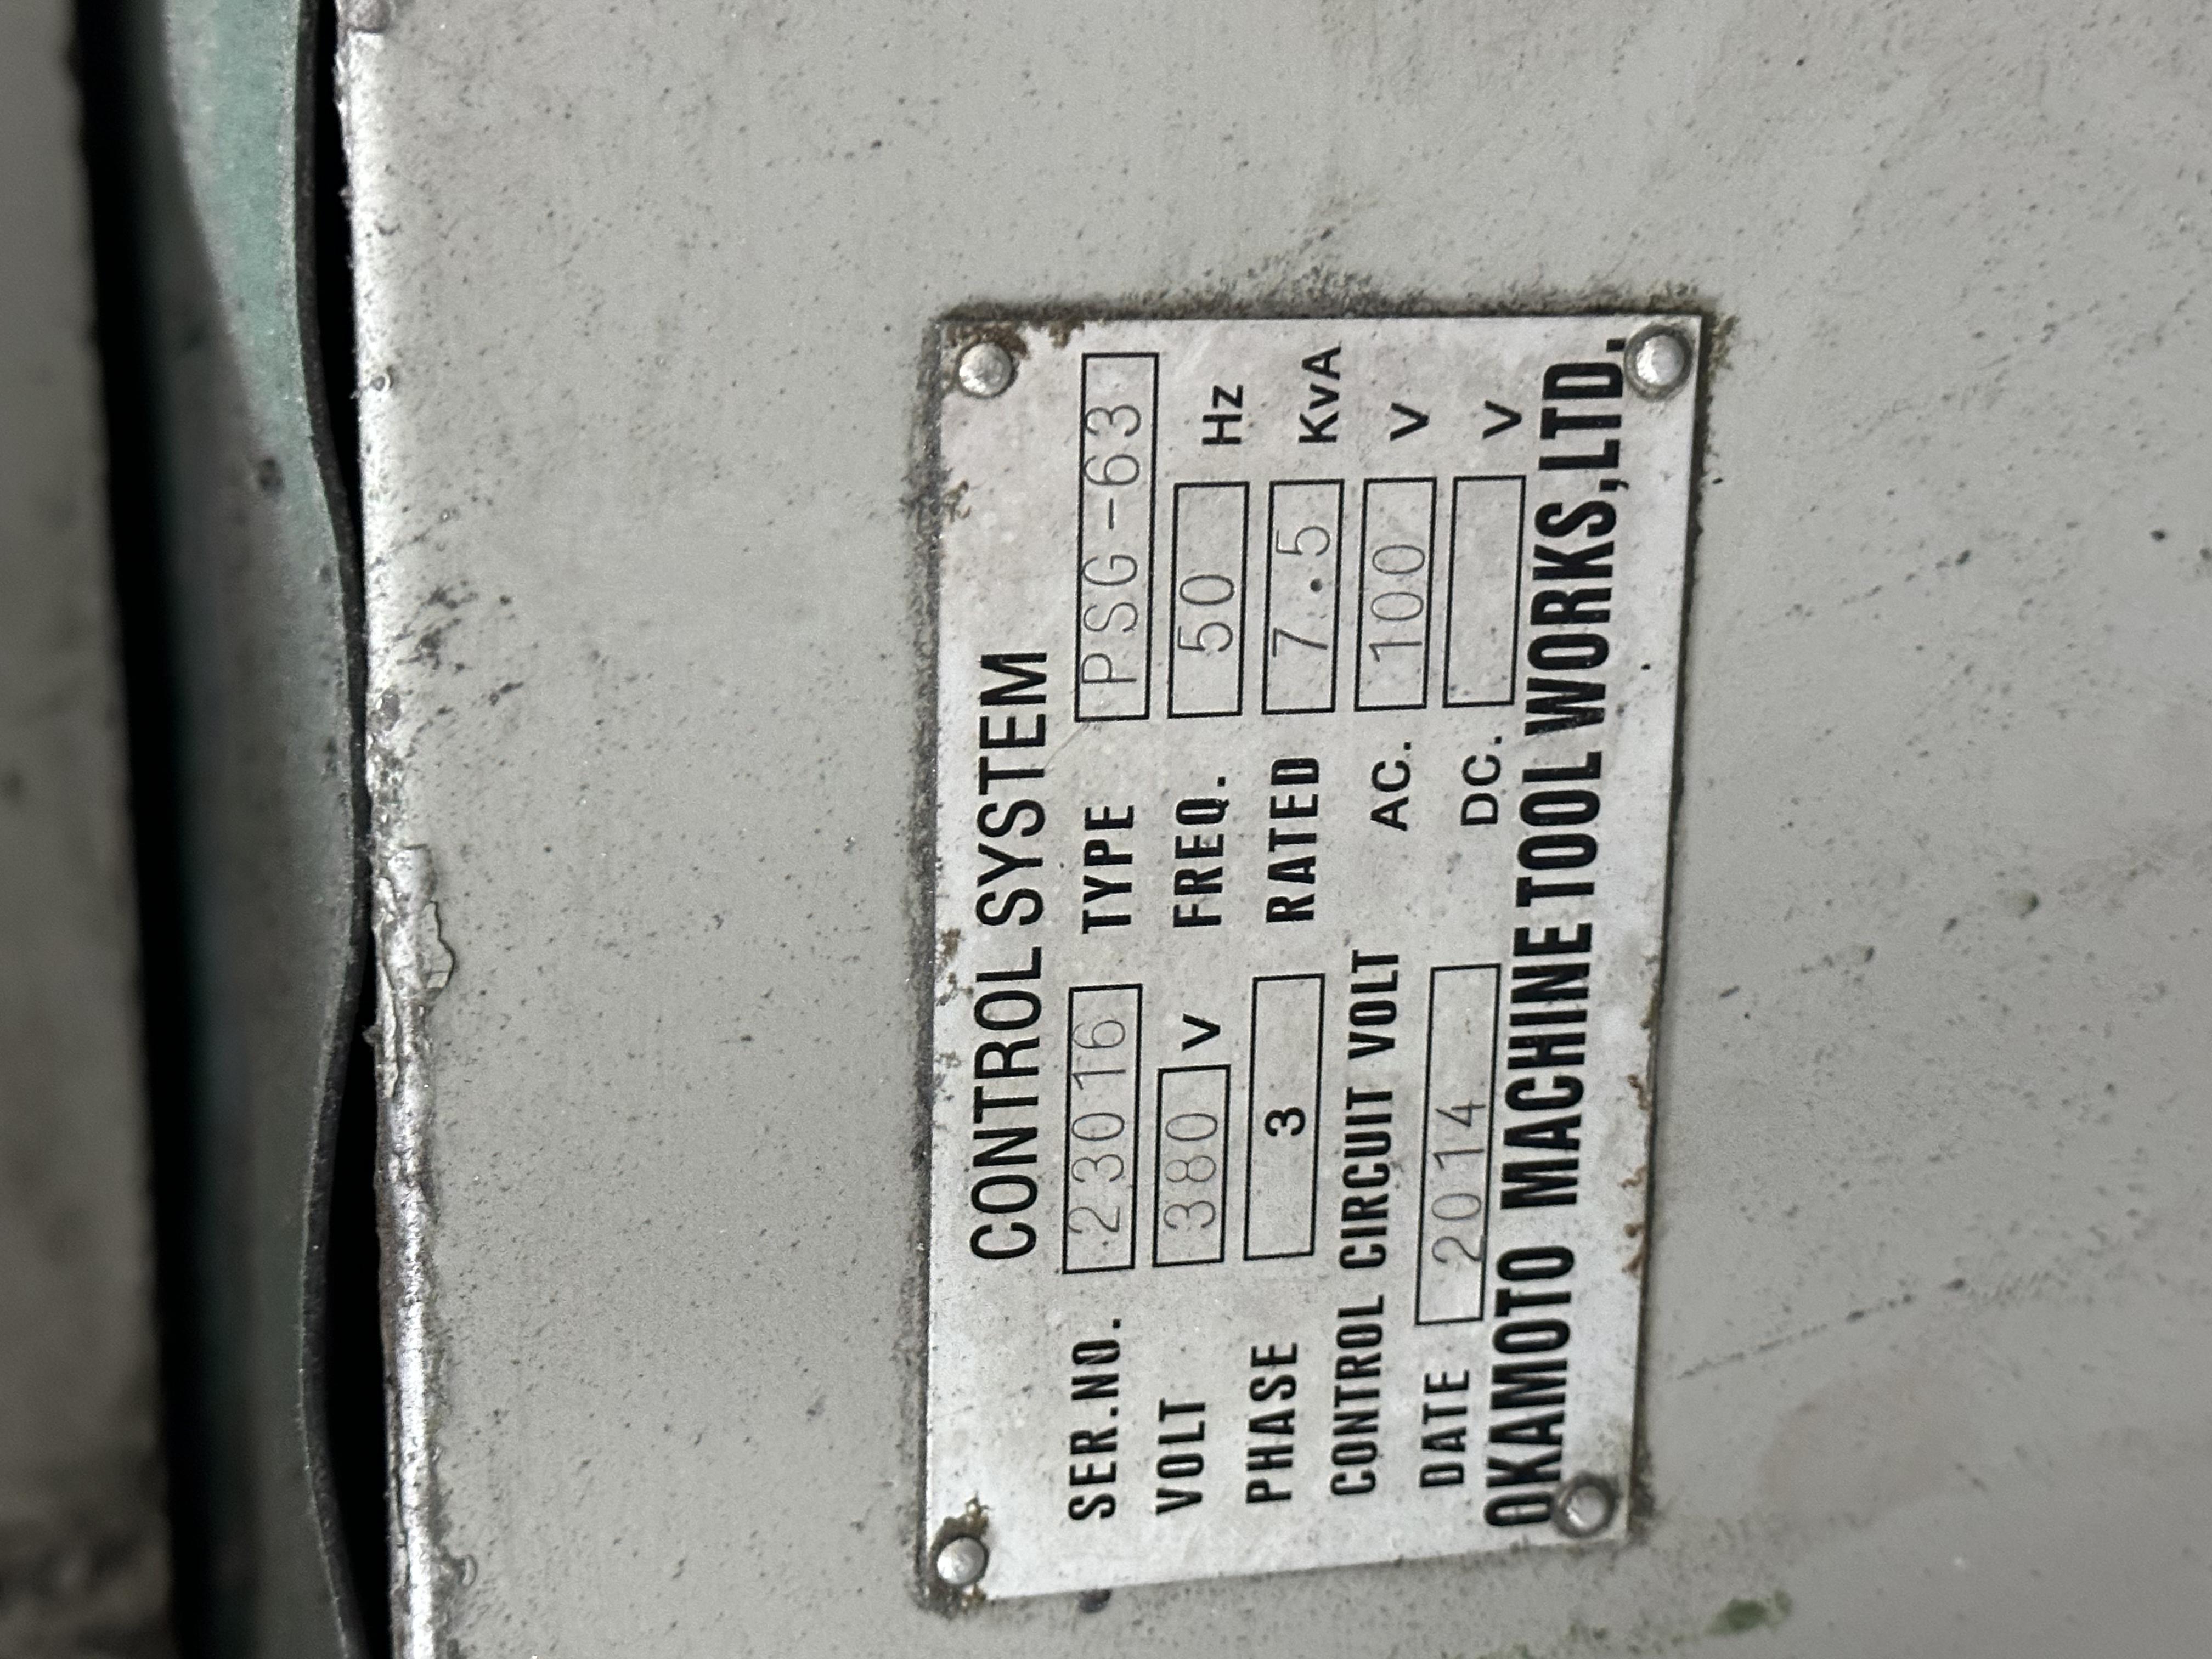 CONTROL SYSTEM
SER.NO. 23016 TYPE PSG-63
VOLT 380 V FREQ. 50 Hz
PHASE 3 RATED 7.5 KvA
CONTROL CIRCUIT VOLT AC. 100 V
DATE 2014 DC. V
OKAMOTO MACHINE TOOL WORKS,LTD.